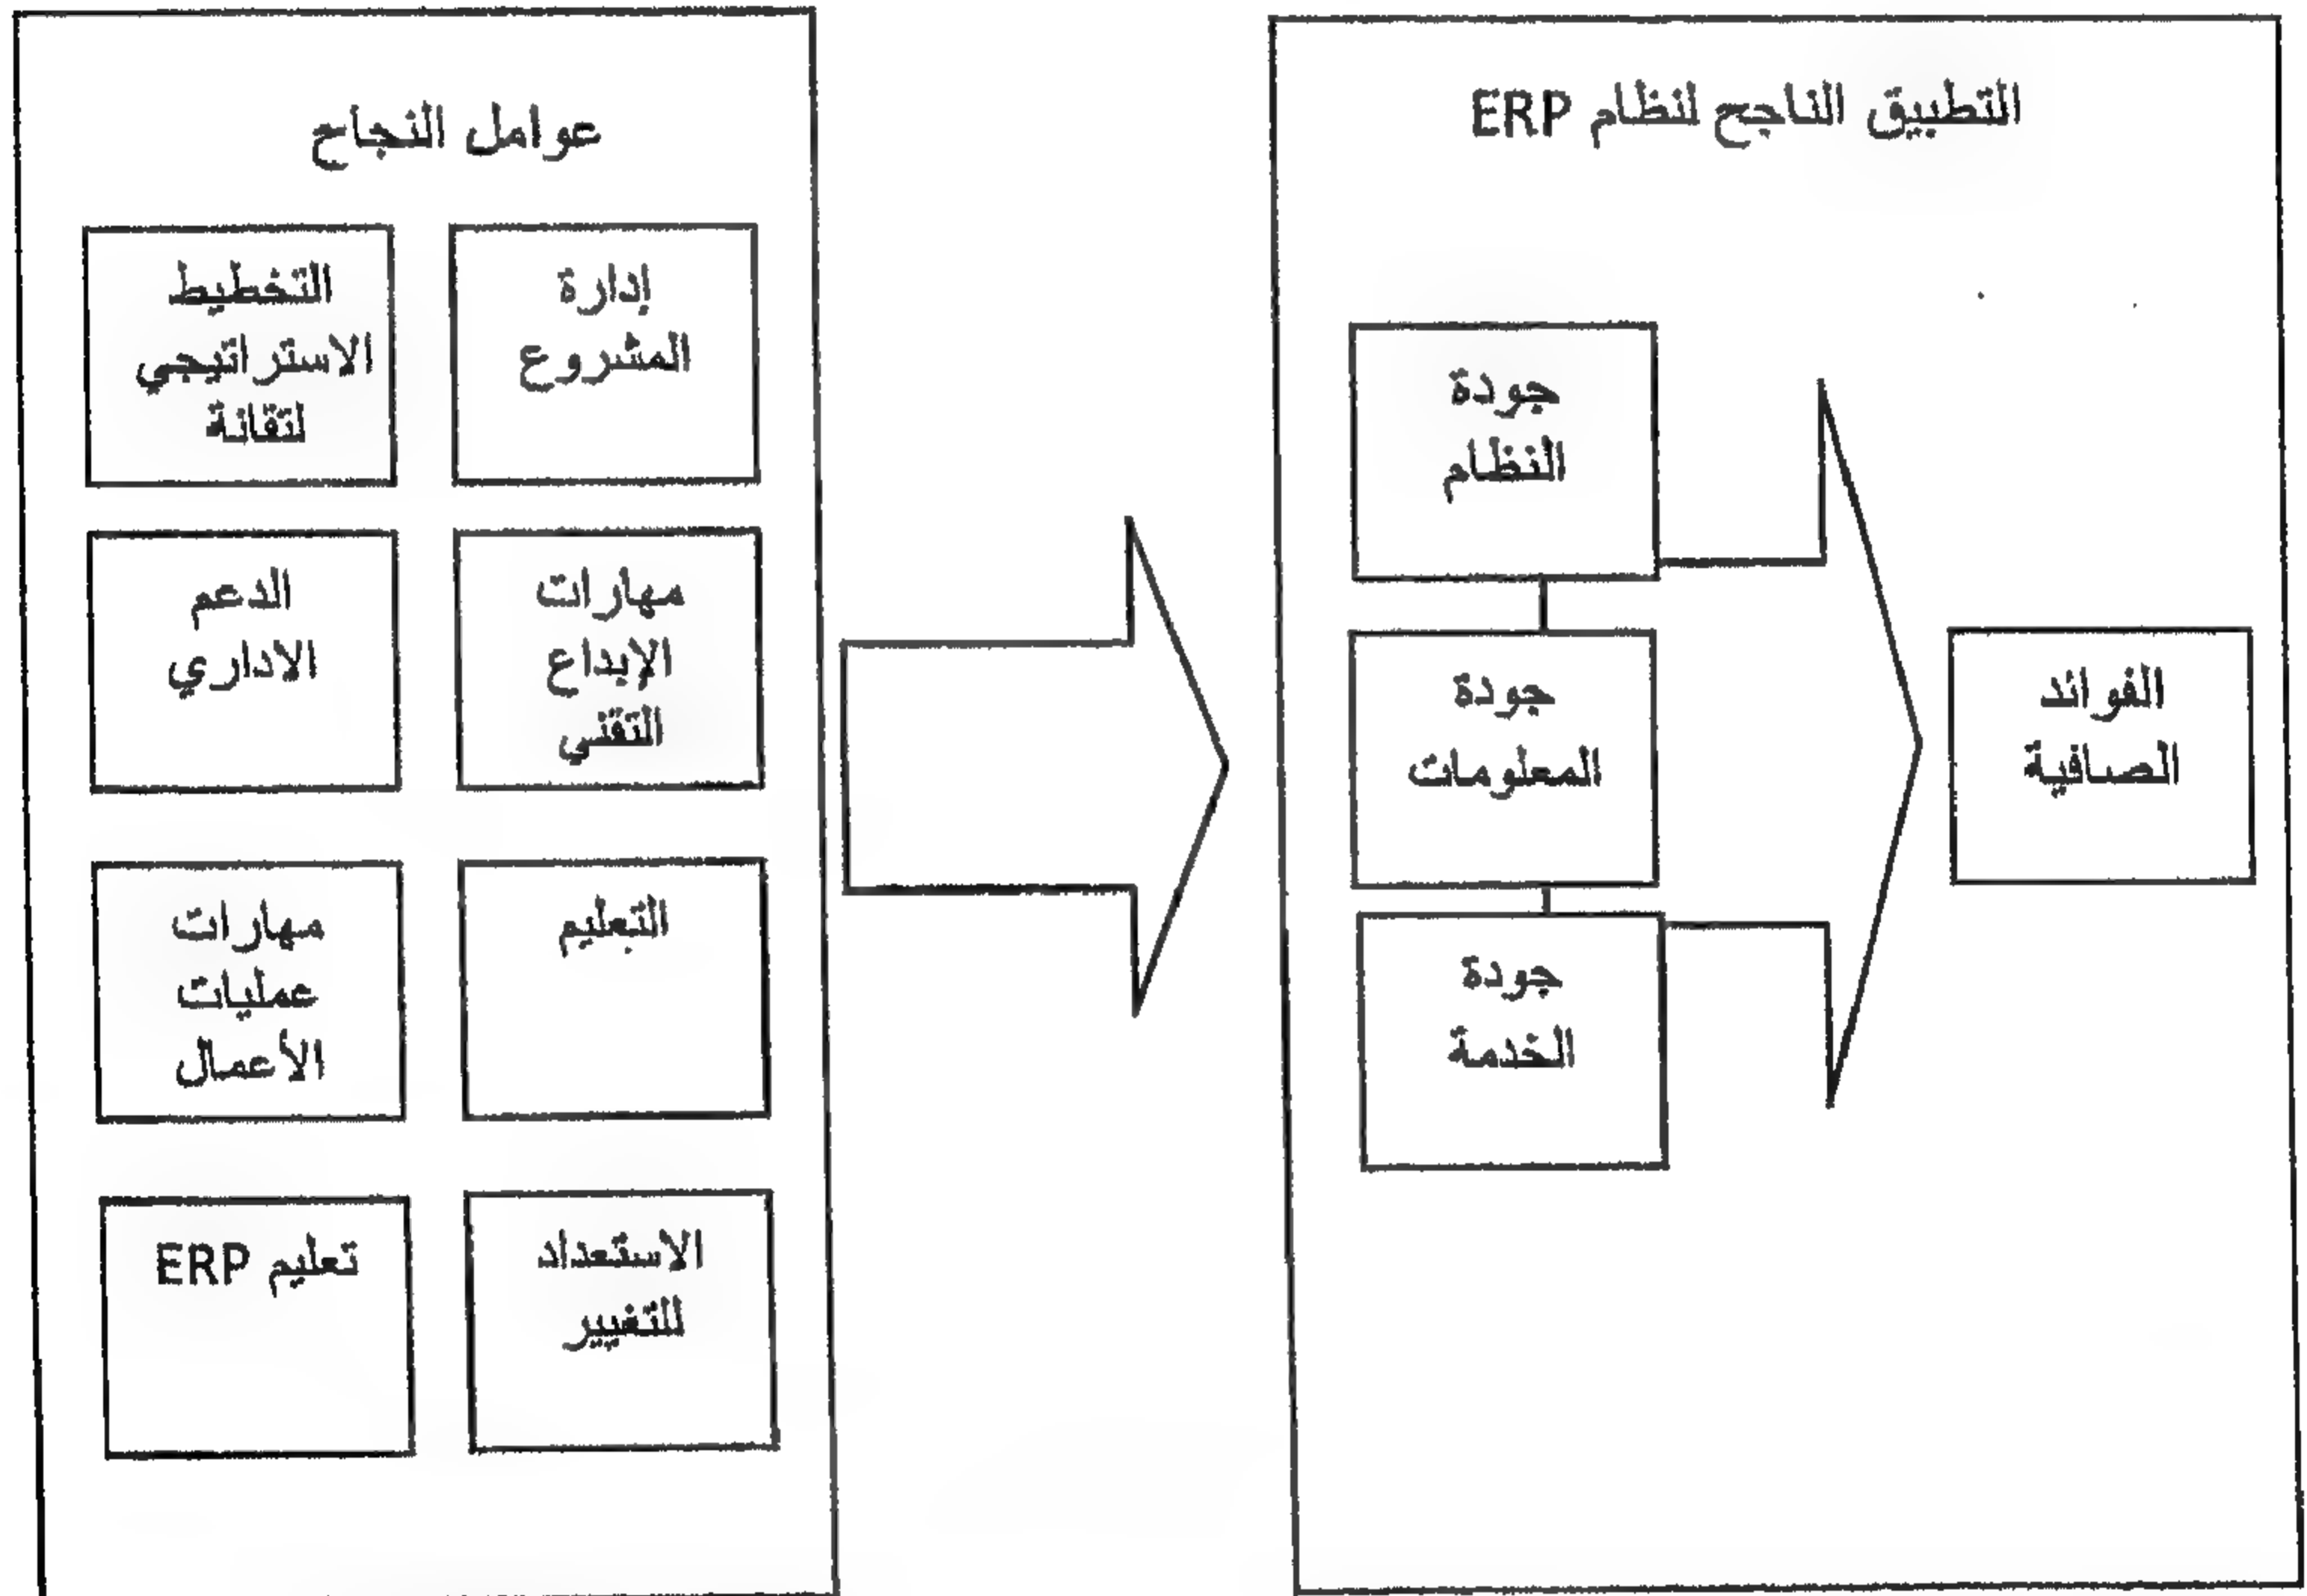 التطبيق الناجح لنظام ERP
جودة
النظام
جودة
المعلومات
جودة
الخدمة
الفوائد
الصافية
عوامل النجاح
إدارة
المشروع
التخطيط
الاستراتيجي
لتقانة
مهارات
الإبداع
التقني
الدعم
الاداري
التعليم
مهارات
عمليات
الأعمال
الاستعداد
للتغيير
تعليم ERP